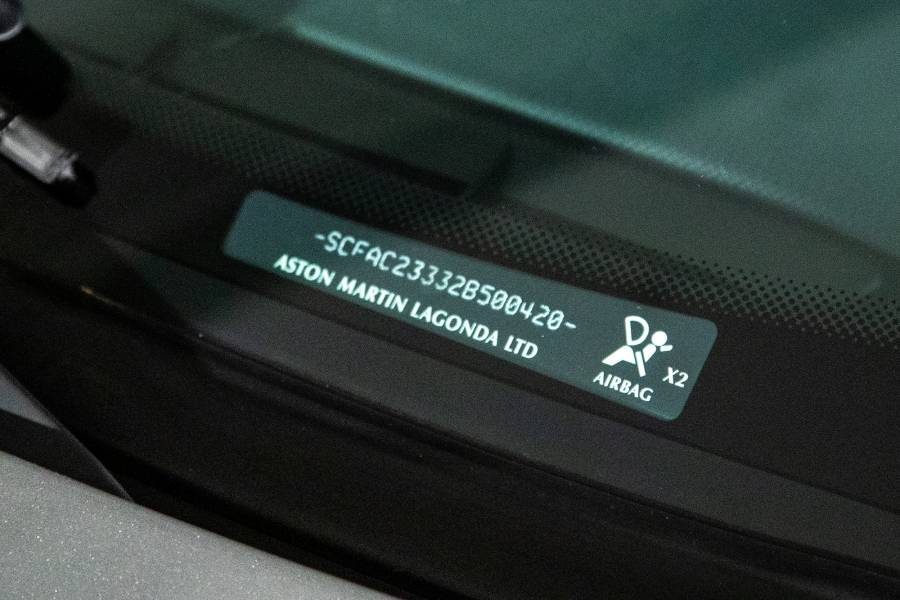 -SCFAC23332B500420-
ASTON MARTIN LAGONDA LTD
X2
AIRBAG